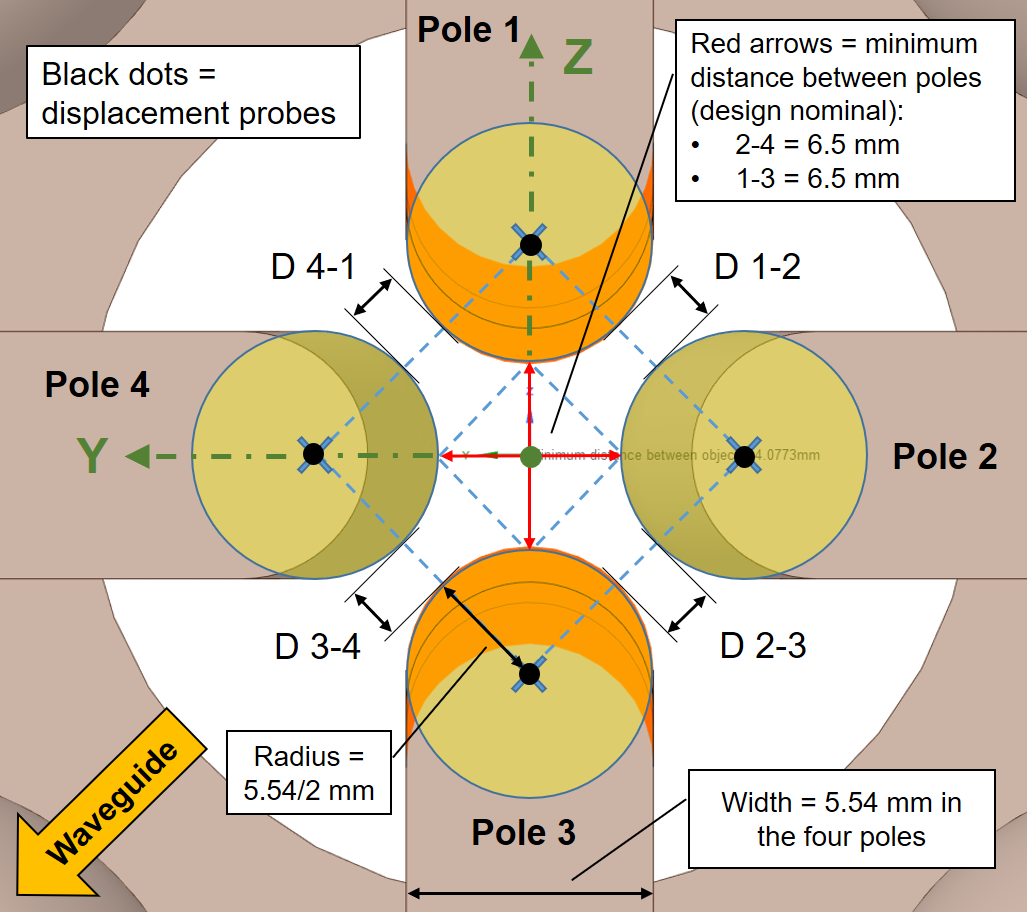 Pole 1
Z
Black dots =
displacement probes
Red arrows = minimum
distance between poles
(design nominal):
• 2-4 = 6.5 mm
• 1-3 = 6.5 mm
D 4-1
D 1-2
Pole 4
Z
Y
Y
inimum distance between objec 4.0773mm
Pole 2
D 3-4
D 2-3
Radius =
5.54/2 mm
Waveguide
Pole 3
Width = 5.54 mm in
the four poles